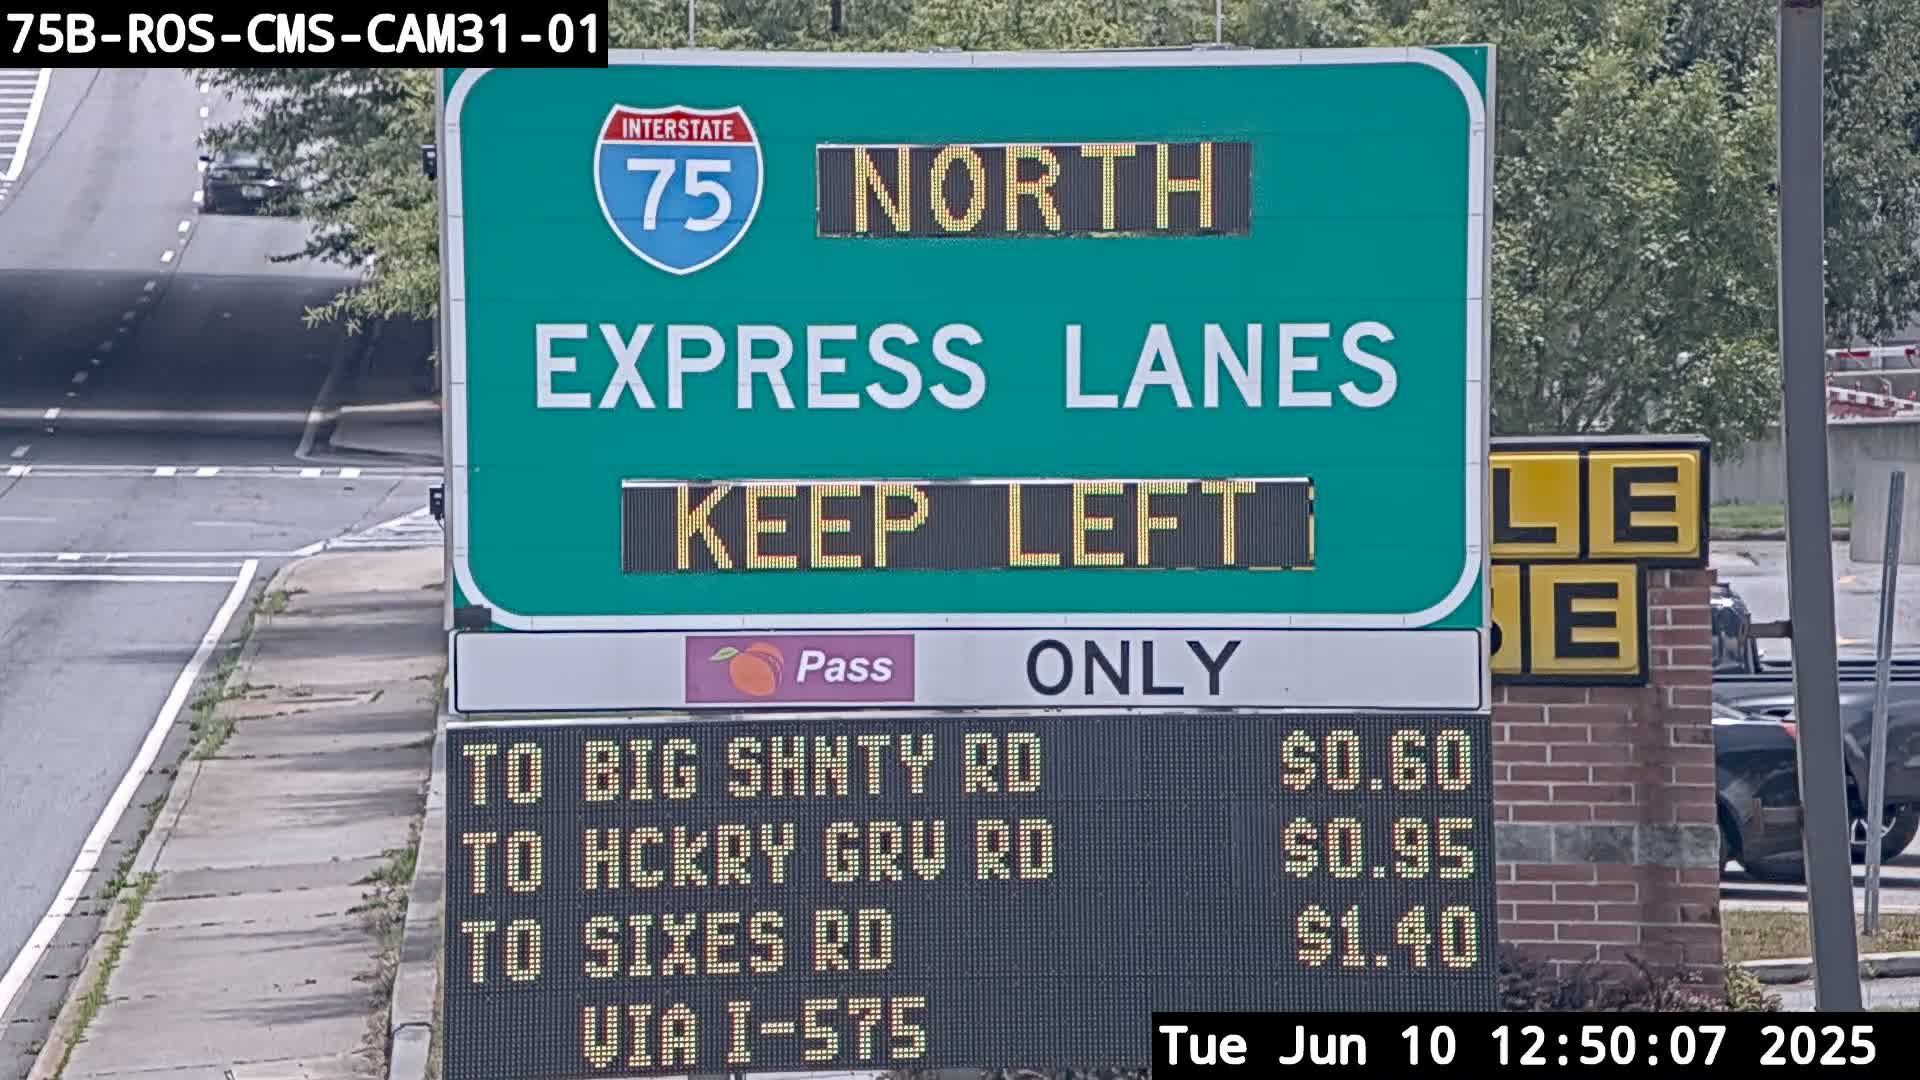 75B-ROS-CMS-CAM31-01
INTERSTATE
75
NORTH
EXPRESS LANES
KEEP LEFT
LE
E
Pass ONLY
TO BIG SHNTY RD $0.60
TO HCKRY GRV RD $0.95
TO SIXES RD $1.40
VIA I-575
Tue Jun 10 12:50:07 2025